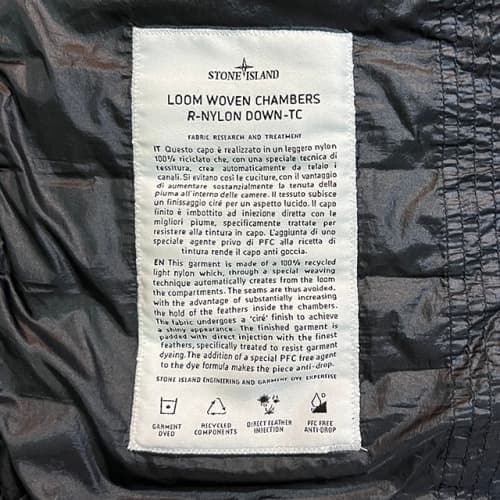 STONE ISLAND
LOOM WOVEN CHAMBERS
R-NYLON DOWN-TC
FABRIC RESEARCH AND TREATMENT
IT Questo capo è realizzato in un leggero nylon
100% riciclato che, con una speciale tecnica di
tessitura, crea automaticamente da telaio i
canali. Si evitano così le cuciture, con il vantaggio
di aumentare sostanzialmente la tenuta della
piuma all'interno delle camere. Il tessuto subisce
un finissaggio ciré per un aspetto lucido. Il capo
finito è imbottito ad iniezione diretta con le
migliori piume, specificamente trattate per
resistere alla tintura in capo. L'aggiunta di uno
speciale agente privo di PFC alla ricetta di
tintura rende il capo anti goccia.
EN This garment is made of a 100% recycled
light nylon which, through a special weaving
technique automatically creates from the loom
the compartments. The seams are thus avoided,
with the advantage of substantially increasing
the hold of the feathers inside the chambers.
The fabric undergoes a 'ciré' finish to achieve
a shiny appearance. The finished garment is
padded with direct injection with the finest
feathers, specifically treated to resist garment
dyeing. The addition of a special PFC free agent
to the dye formula makes the piece anti-drop.
STONE ISLAND ENGINEERING AND GARMENT DYE EXPERTISE
GARMENT DYED
RECYCLED COMPONENTS
DIRECT FEATHER INJECTION
PFC FREE ANTI-DROP